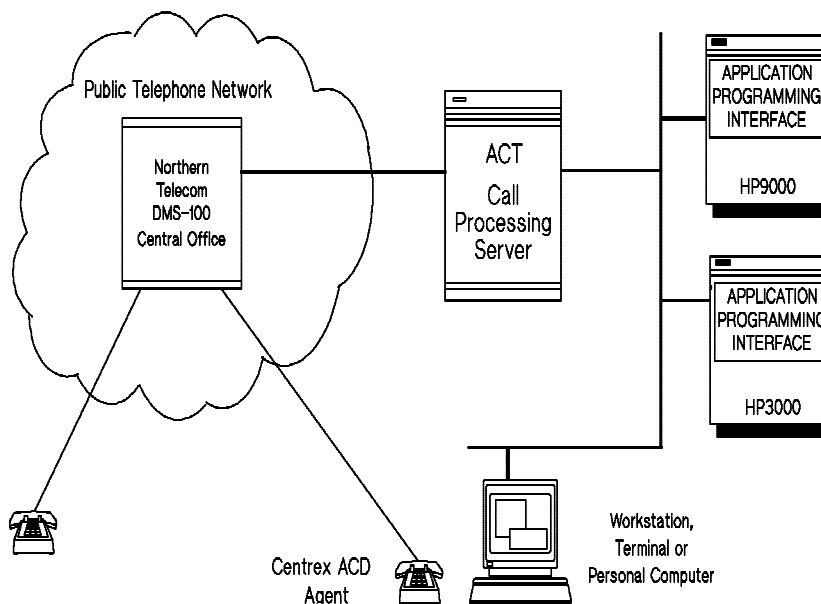 Public Telephone Network
Northern
Telecom
DMS-100
Central Office
ACT
Call
Processing
Server
APPLICATION
PROGRAMMING
INTERFACE
HP9000
APPLICATION
PROGRAMMING
INTERFACE
HP3000
Centrex ACD
Agent
Workstation,
Terminal or
Personal Computer